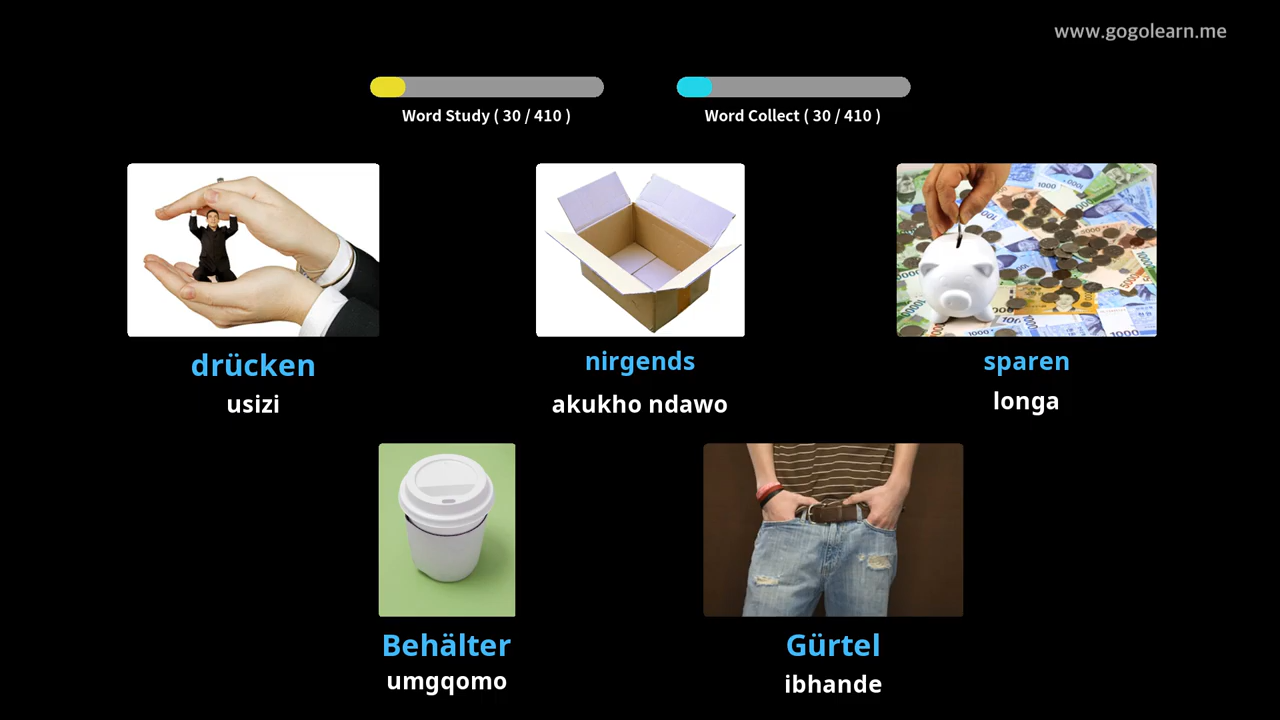 www.gogolearn.me
Word Study ( 30 / 410 )
Word Collect ( 30 / 410 )
drücken
usizi
nirgends
akukho ndawo
sparen
longa
Behälter
umgqomo
Gürtel
ibhande